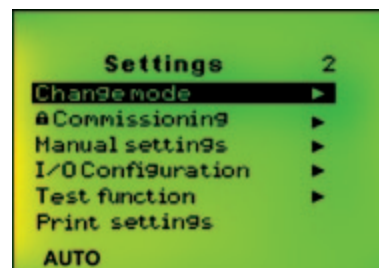 Settings 2
Change mode ►
Commissioning ►
Manual settings ►
I/O Configuration ►
Test function ►
Print settings
AUTO